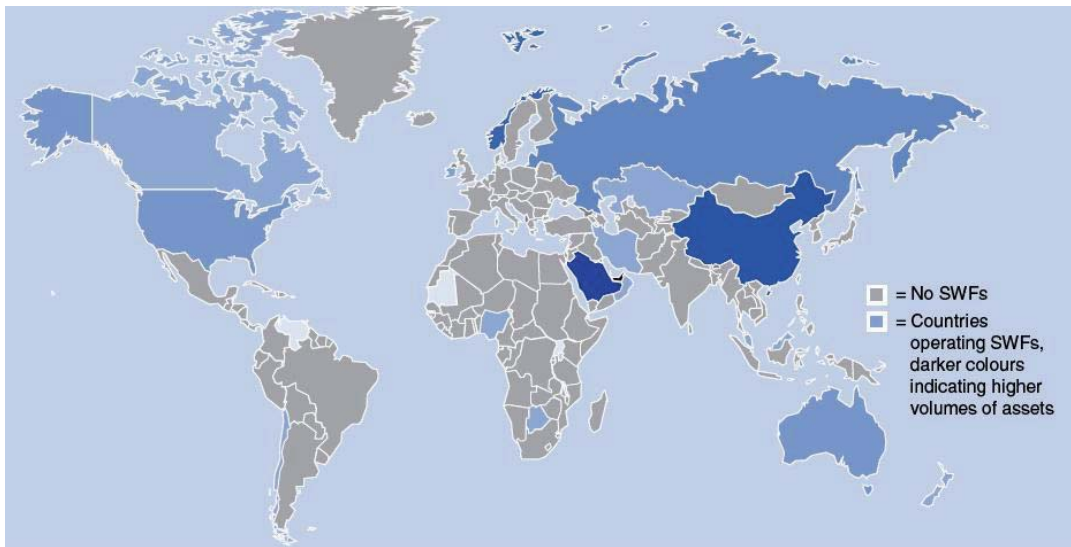 = No SWFs
= Countries
operating SWFs,
darker colours
indicating higher
volumes of assets